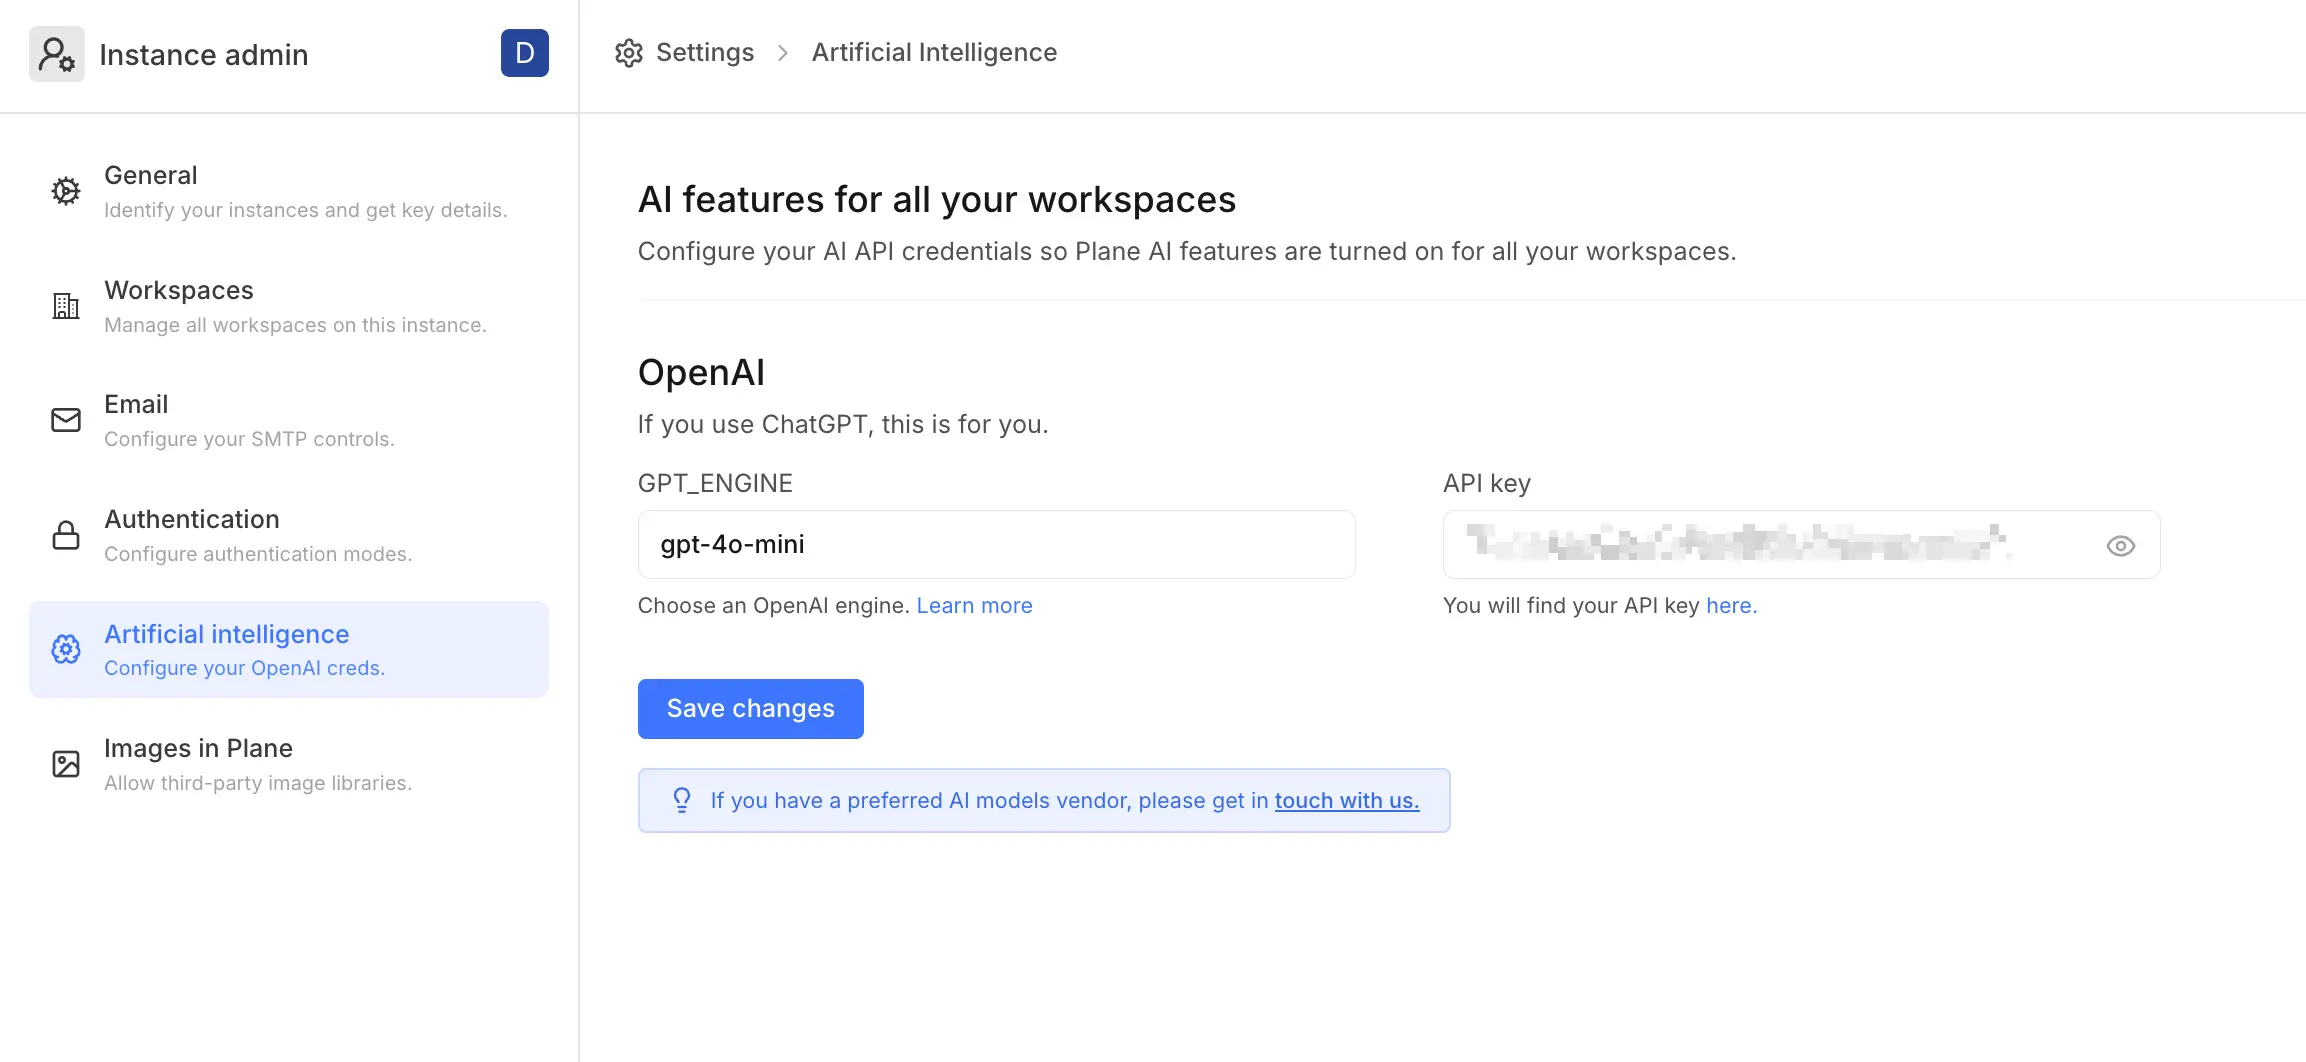 Instance admin
D
Settings
Artificial Intelligence
General
Identify your instances and get key details.
Workspaces
Manage all workspaces on this instance.
Email
Configure your SMTP controls.
Authentication
Configure authentication modes.
Artificial intelligence
Configure your OpenAI creds.
Images in Plane
Allow third-party image libraries.
AI features for all your workspaces
Configure your AI API credentials so Plane AI features are turned on for all your workspaces.
OpenAI
If you use ChatGPT, this is for you.
GPT_ENGINE
gpt-4o-mini
Choose an OpenAI engine. Learn more
API key
You will find your API key here.
Save changes
If you have a preferred AI models vendor, please get in touch with us.